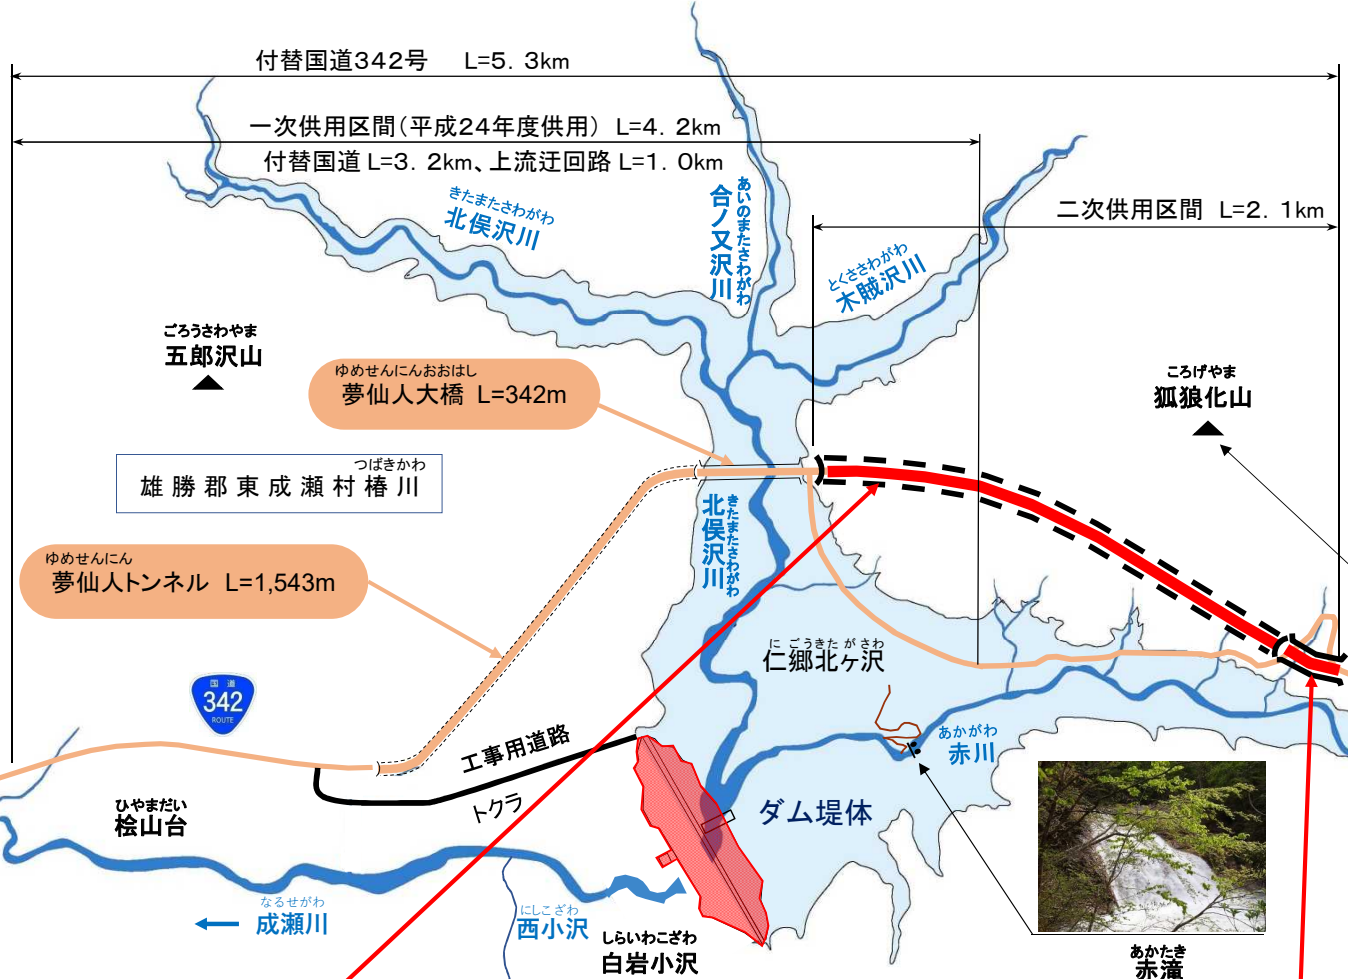 付替国道342号 L=5.3km
一次供用区間(平成24年度供用) L=4.2km
付替国道 L=3.2km、上流迂回路 L=1.0km
二次供用区間 L=2.1km
きたまたさわがわ
北俣沢川
あいのまたさわがわ
合ノ又沢川
とくささわがわ
木賊沢川
ごろうさわやま
五郎沢山
ゆめせんにんおおはし
夢仙人大橋 L=342m
ころげやま
狐狼化山
つばきかわ
雄勝郡東成瀬村椿川
きたまたさわがわ
北俣沢川
ゆめせんにん
夢仙人トンネル L=1,543m
にごうきたがさわ
仁郷北ヶ沢
国道
342
ROUTE
工事用道路
トクラ
あかがわ
赤川
ひやまだい
桧山台
ダム堤体
なるせがわ
成瀬川
にしこざわ
西小沢
しらいわこざわ
白岩小沢
あかたき
赤滝